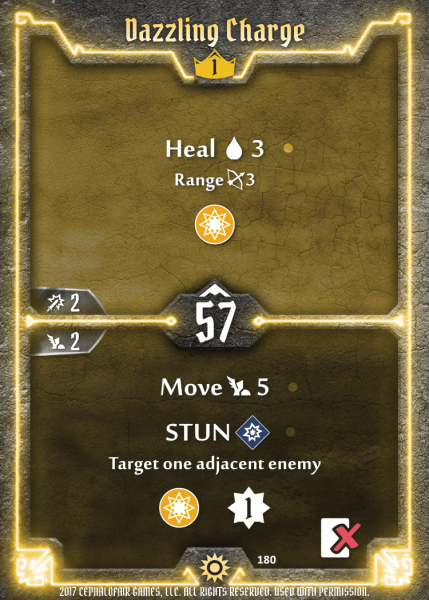 Dazzling Charge
1
Heal 3
Range 3
2
57
2
Move 5
STUN
Target one adjacent enemy
1
180
2017 CEPHALOFAIR GAMES, LLC. ALL RIGHTS RESERVED. USED WITH PERMISSION.